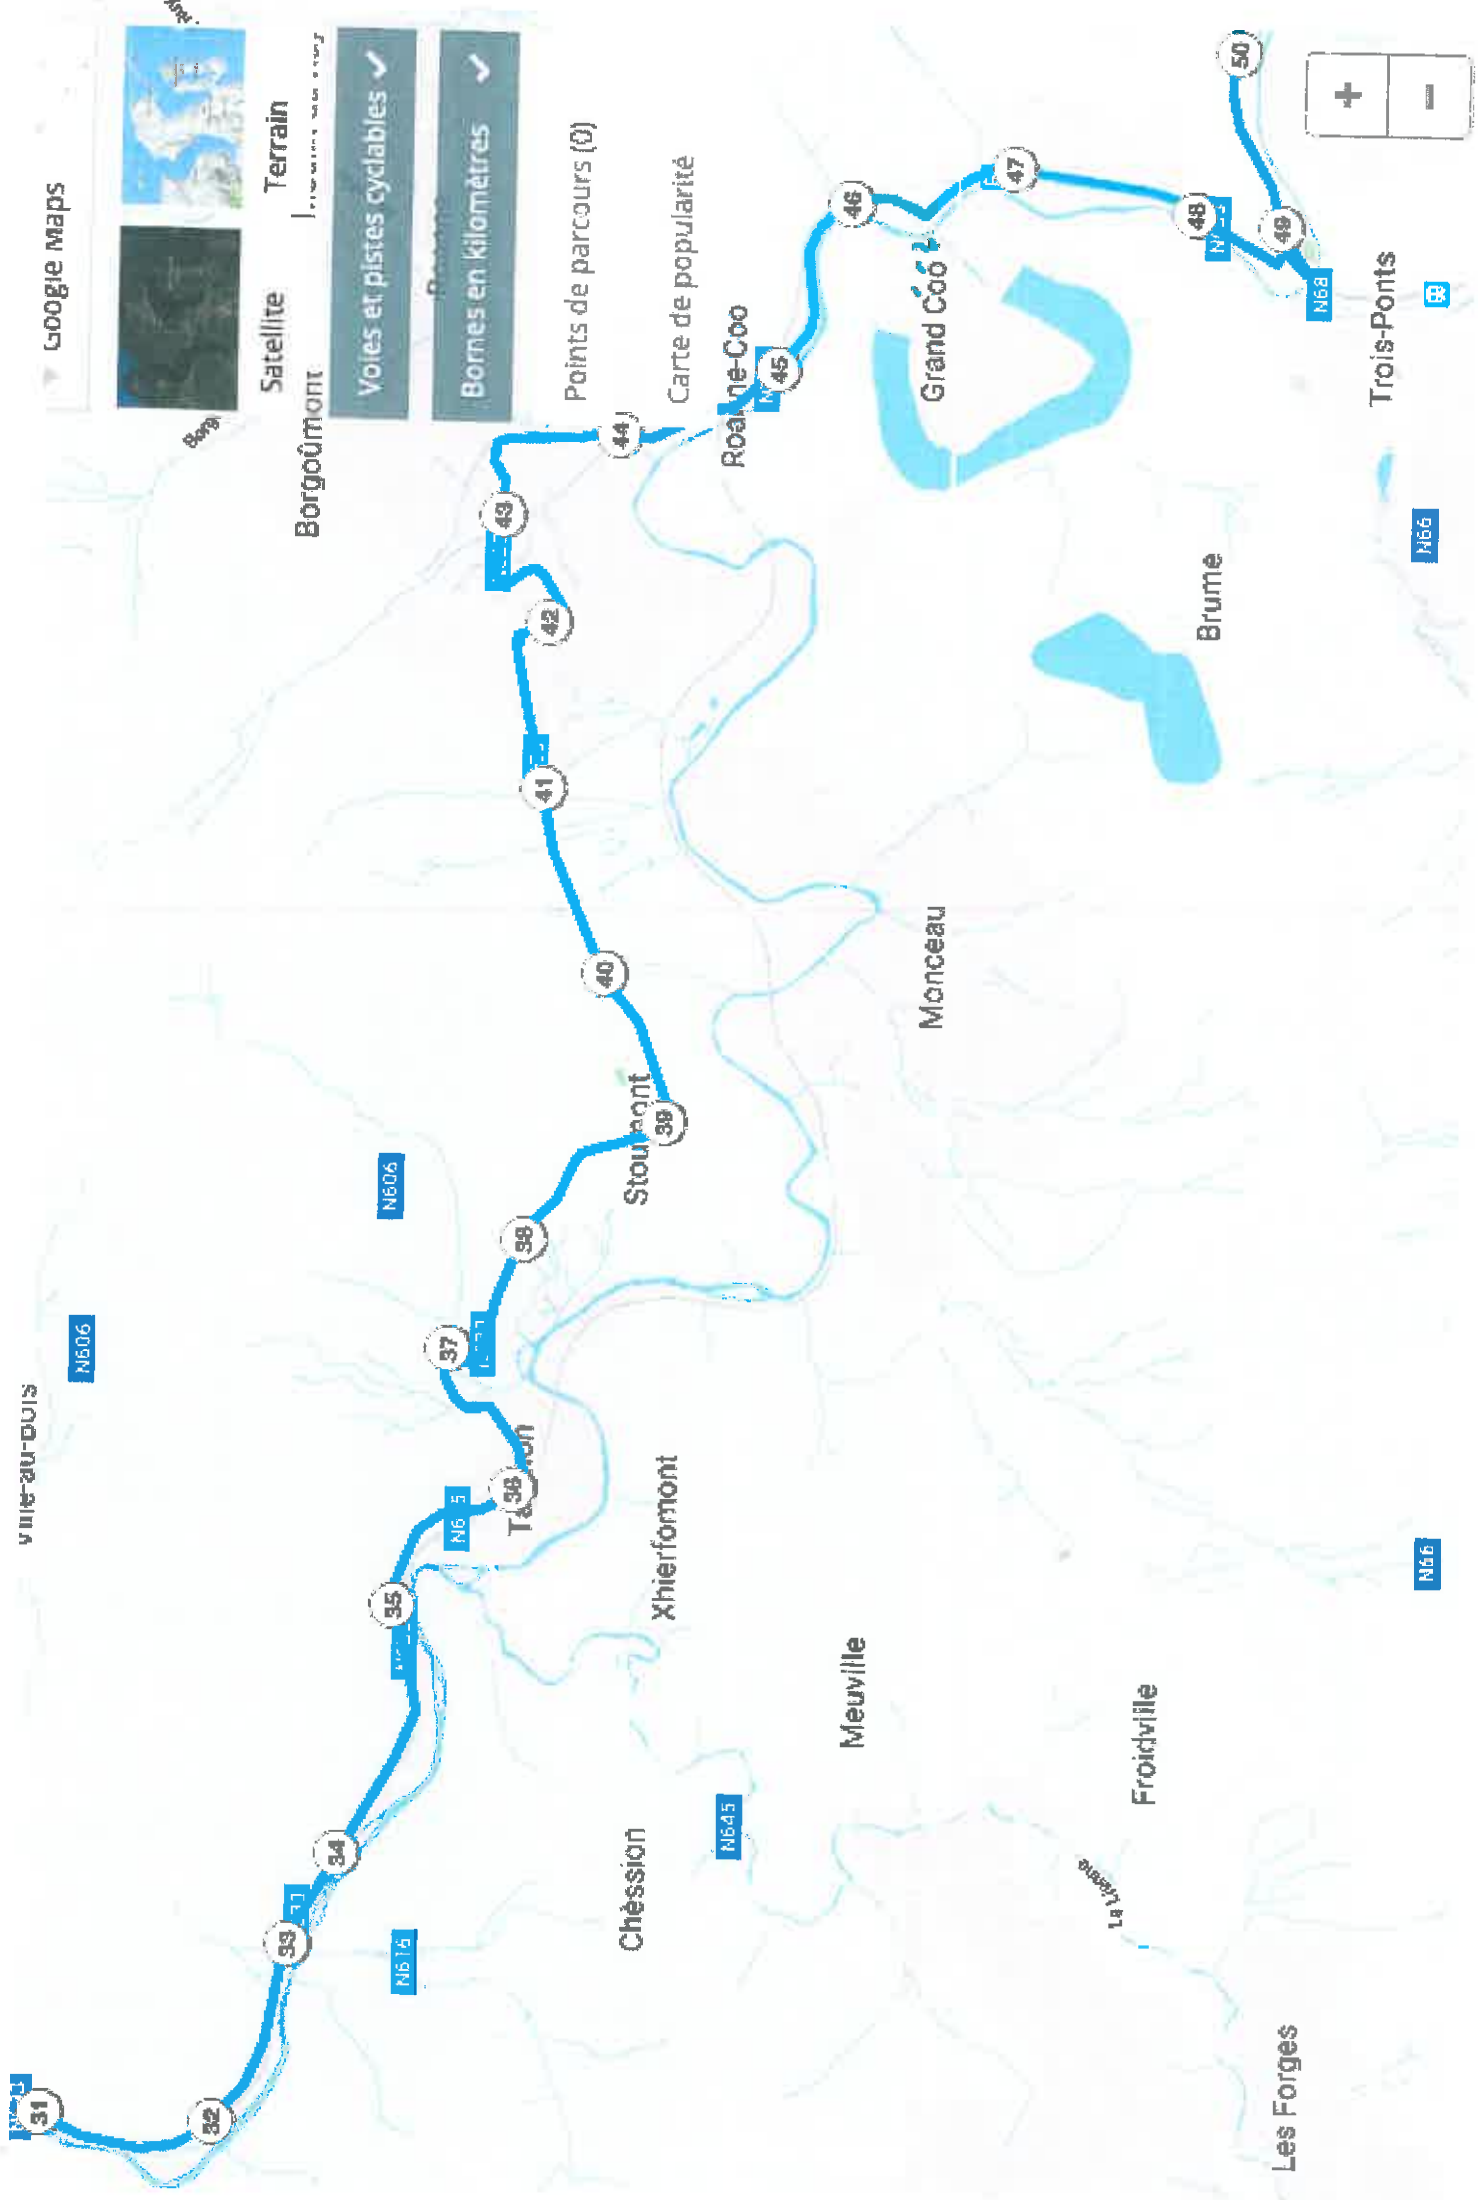 Google Maps
Satellite
Terrain
Borgoûmont
Voies et pistes cyclables ✔
Bornes en kilomètres ✔
Points de parcours (0)
Carte de popularité
N606
N606
31
32
33
34
35
36
37
38
39
40
41
42
43
44
45
46
47
48
49
50
N616
N645
Stoumont
Roanne-Coo
Grand Coo
Xhierfomont
Chession
Meuville
Monceau
Brume
Froidville
La Lienne
Les Forges
N68
Trois-Ponts
N66
N66
+
-